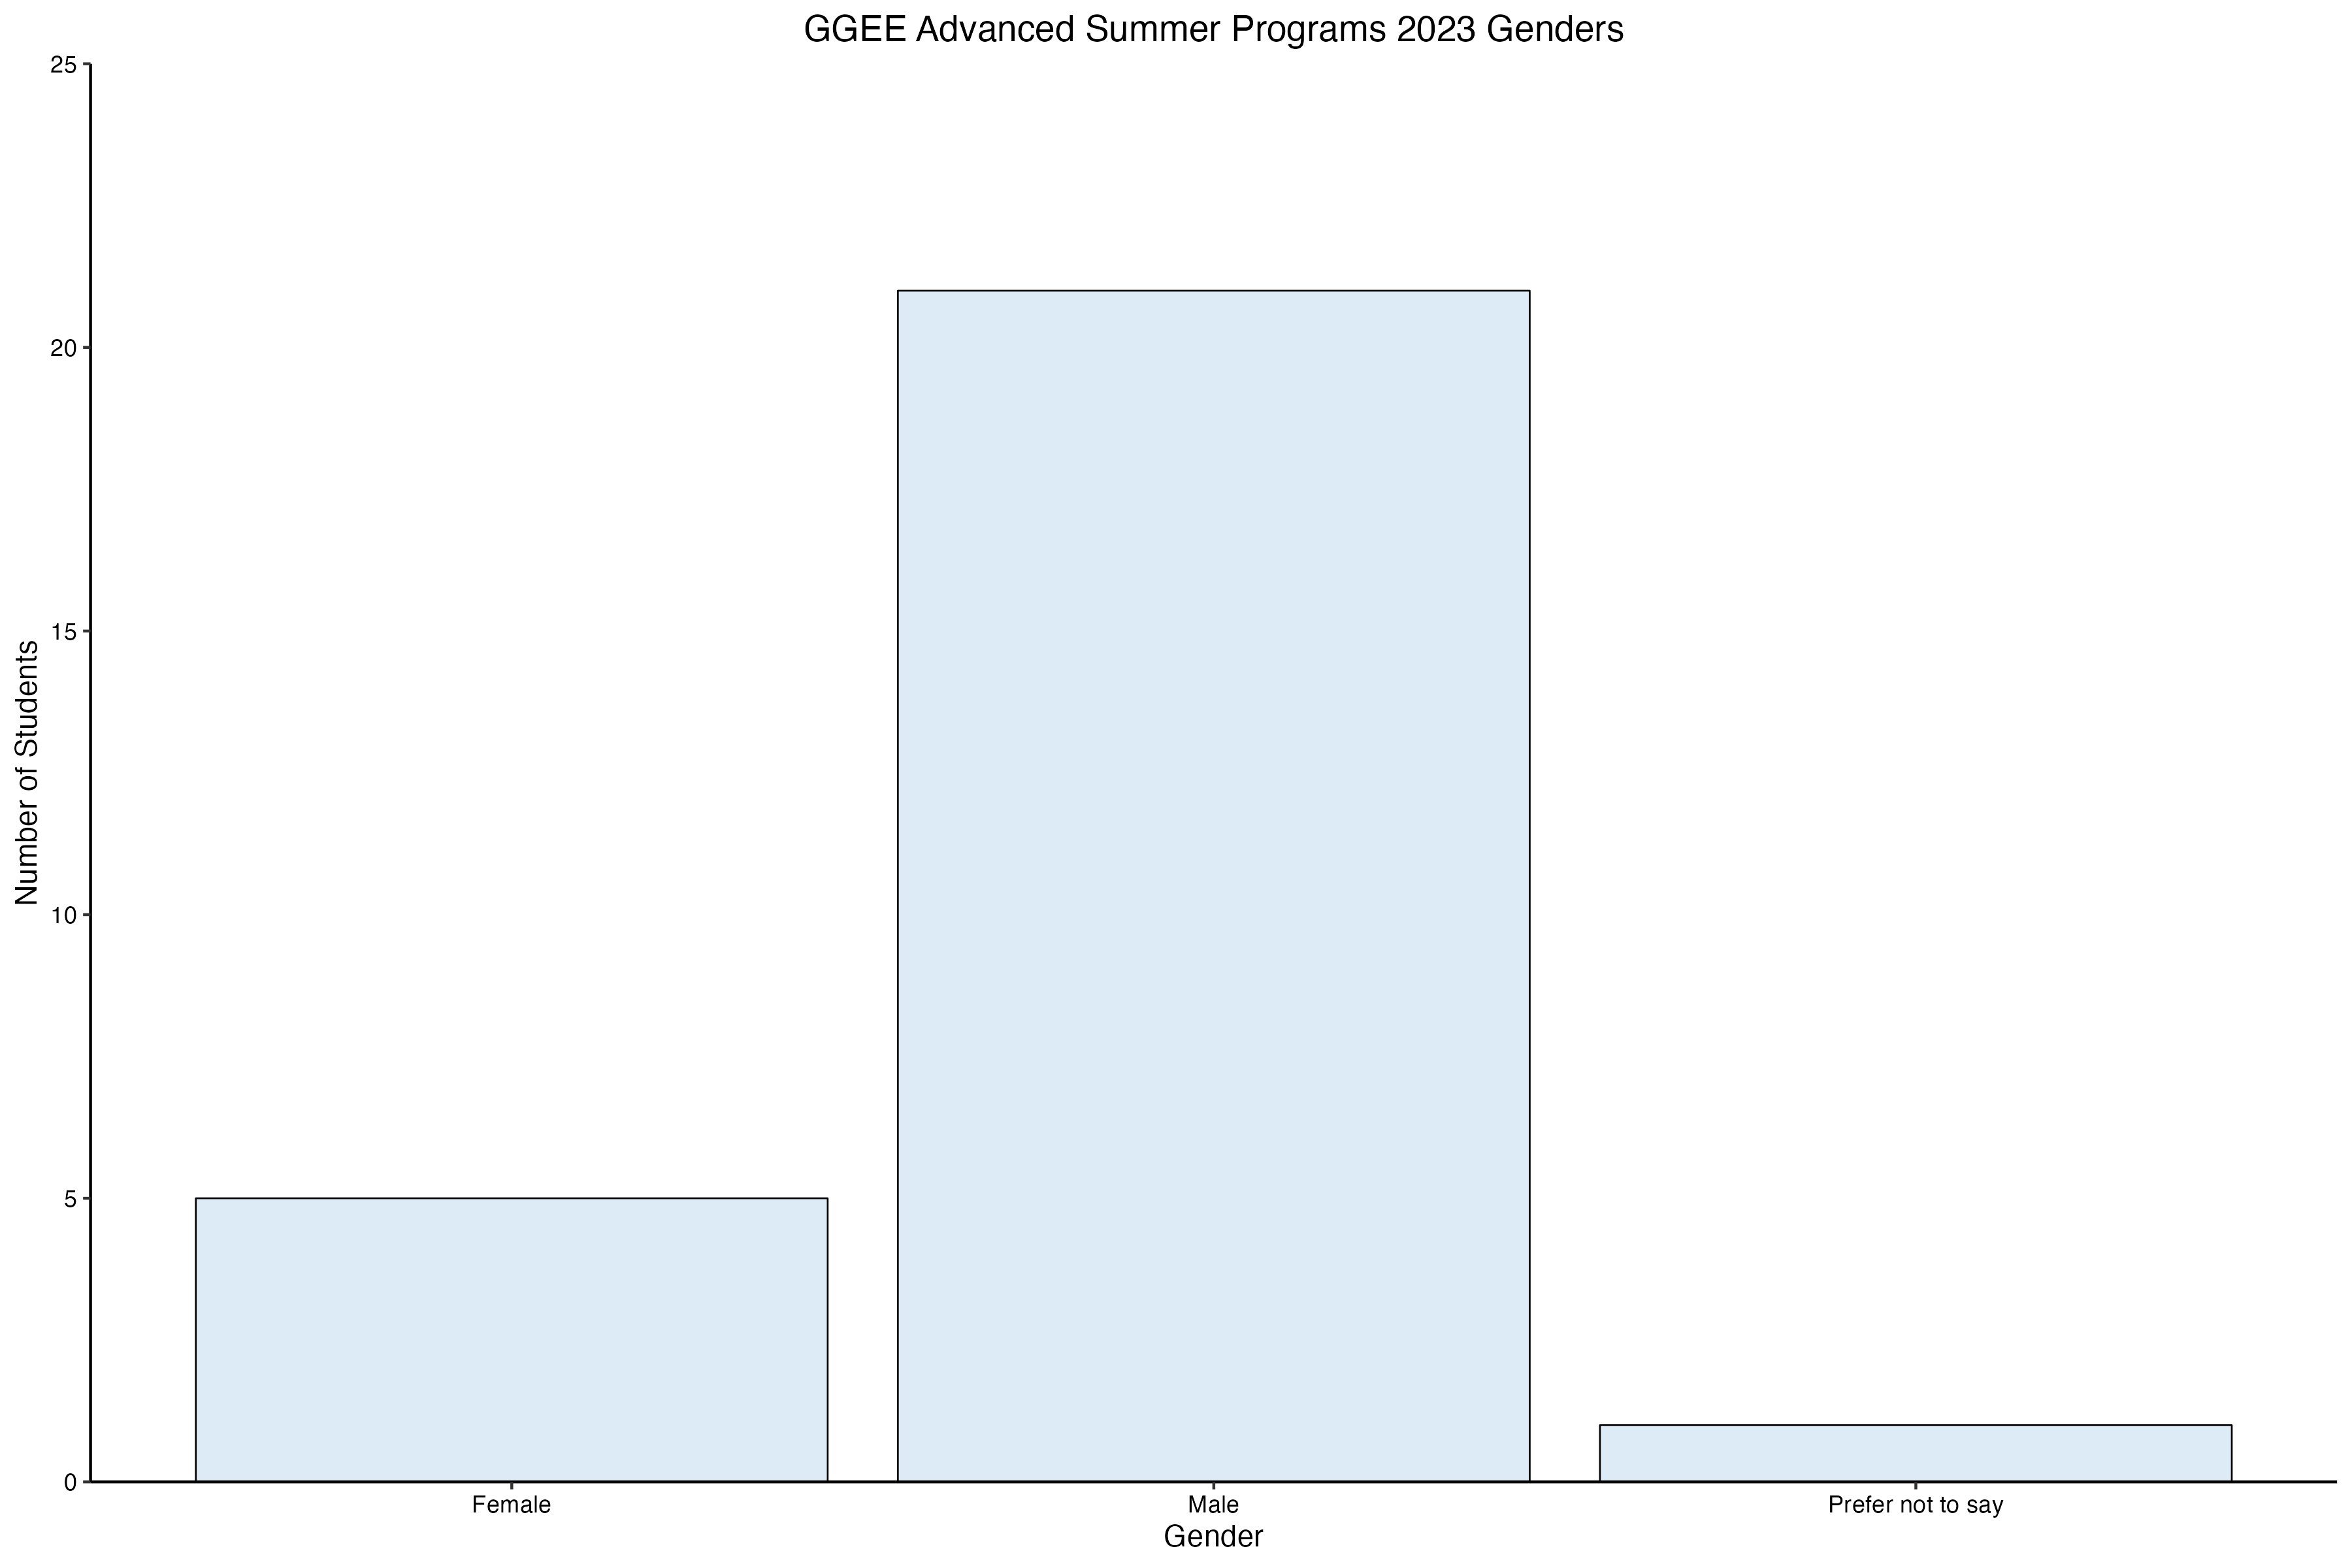 GGEE Advanced Summer Programs 2023 Genders
25
20
15
10
5
0
Number of Students
Female
Male
Prefer not to say
Gender